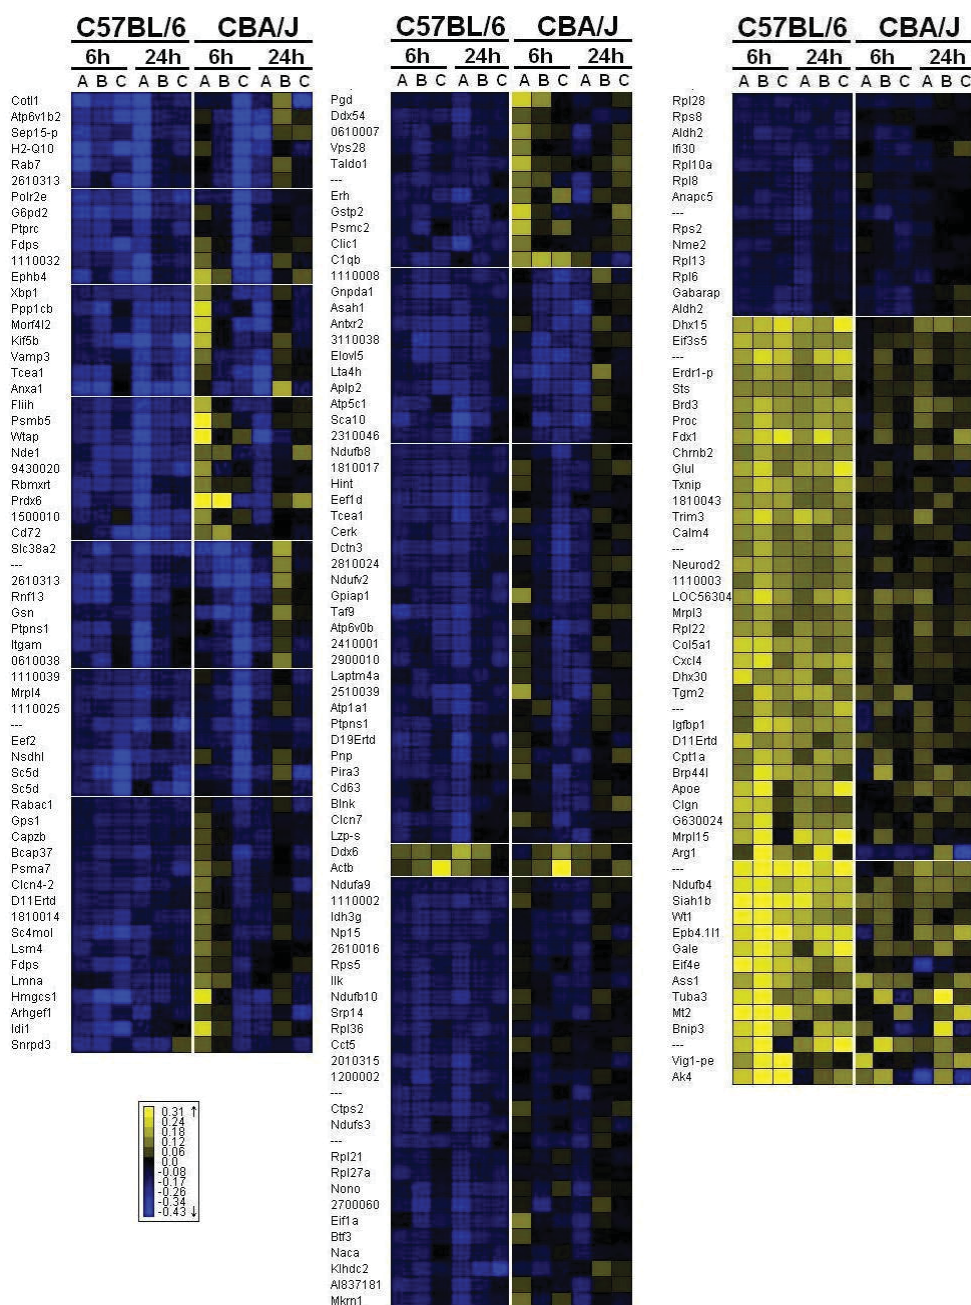 C57BL/6 CBA/J
6h 24h 6h 24h
A B C A B C A B C A B C
Cotl1
Atp6v1b2
Sep15-p
H2-Q10
Rab7
2610313
Polr2e
G6pd2
Ptprc
Fdps
1110032
Ephb4
Xbp1
Ppp1cb
Morf4l2
Kif5b
Vamp3
Tcea1
Anxa1
Fliih
Psmb5
Wtap
Nde1
9430020
Rbmxrt
Prdx6
1500010
Cd72
Slc38a2
---
2610313
Rnf13
Gsn
Ptpns1
Itgam
0610038
1110039
Mrpl4
1110025
---
Eef2
Nsdhl
Sc5d
Sc5d
Rabac1
Gps1
Capzb
Bcap37
Psma7
Clcn4-2
D11Ertd
1810014
Sc4mol
Lsm4
Fdps
Lmna
Hmgcs1
Arhgef1
Idi1
Snrpd3
0.31 ↑
0.24
0.18
0.12
0.06
0.0
-0.08
-0.17
-0.26
-0.34
-0.43 ↓
C57BL/6 CBA/J
6h 24h 6h 24h
A B C A B C A B C A B C
Pgd
Ddx54
0610007
Vps28
Taldo1
---
Erh
Gstp2
Psmc2
Clic1
C1qb
1110008
Gnpda1
Asah1
Antxr2
3110038
Elovl5
Lta4h
Aplp2
Atp5c1
Sca10
2310046
Ndufb8
1810017
Hint
Eef1d
Tcea1
Cerk
Dctn3
2810024
Ndufv2
Gpiap1
Taf9
Atp6v0b
2410001
2900010
Laptm4a
2510039
Atp1a1
Ptpns1
D19Ertd
Pnp
Pira3
Cd63
Blnk
Clcn7
Lzp-s
Ddx6
Actb
Ndufa9
1110002
Idh3g
Np15
2610016
Rps5
Ilk
Ndufb10
Srp14
Rpl36
Cct5
2010315
1200002
---
Ctps2
Ndufs3
---
Rpl21
Rpl27a
Nono
2700060
Eif1a
Btf3
Naca
Klhdc2
AI837181
Mkrn1
C57BL/6 CBA/J
6h 24h 6h 24h
A B C A B C A B C A B C
Rpl28
Rps8
Aldh2
Ifi30
Rpl10a
Rpl8
Anapc5
---
Rps2
Nme2
Rpl13
Rpl6
Gabarap
Aldh2
Dhx15
Eif3s5
---
Erdr1-p
Sts
Brd3
Proc
Fdx1
Chrnb2
Glul
Txnip
1810043
Trim3
Calm4
---
Neurod2
1110003
LOC56304
Mrpl3
Rpl22
Col5a1
Cxcl4
Dhx30
Tgm2
---
Igfbp1
D11Ertd
Cpt1a
Brp44l
Apoe
Clgn
G630024
Mrpl15
Arg1
---
Ndufb4
Siah1b
Wt1
Epb4.1l1
Gale
Eif4e
Ass1
Tuba3
Mt2
Bnip3
---
Vig1-pe
Ak4